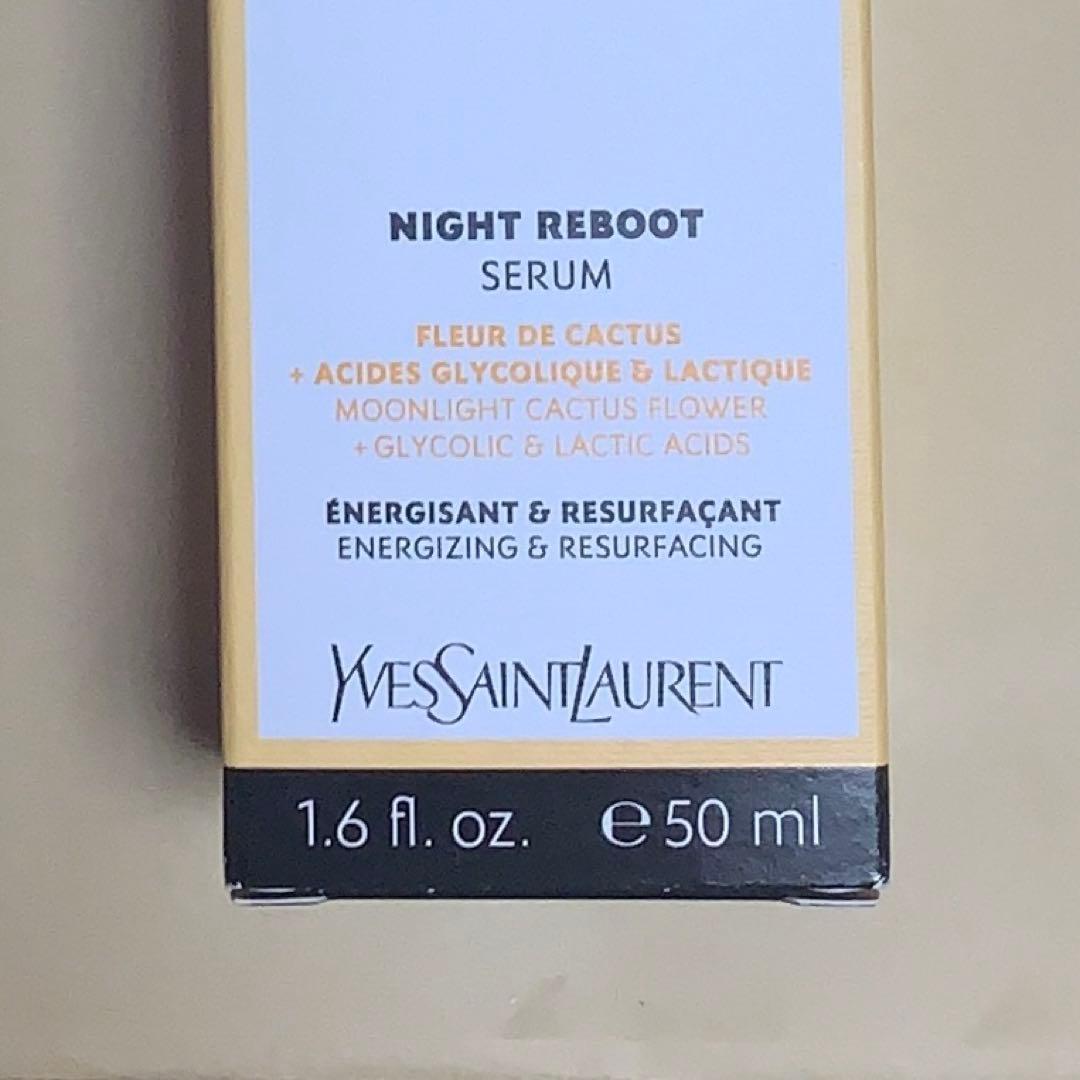 NIGHT REBOOT
SERUM
FLEUR DE CACTUS
+ ACIDES GLYCOLIQUE & LACTIQUE
MOONLIGHT CACTUS FLOWER
+ GLYCOLIC & LACTIC ACIDS
ÉNERGISANT & RESURFAÇANT
ENERGIZING & RESURFACING
YVESSAINTLAURENT
1.6 fl. oz. ℮ 50 ml